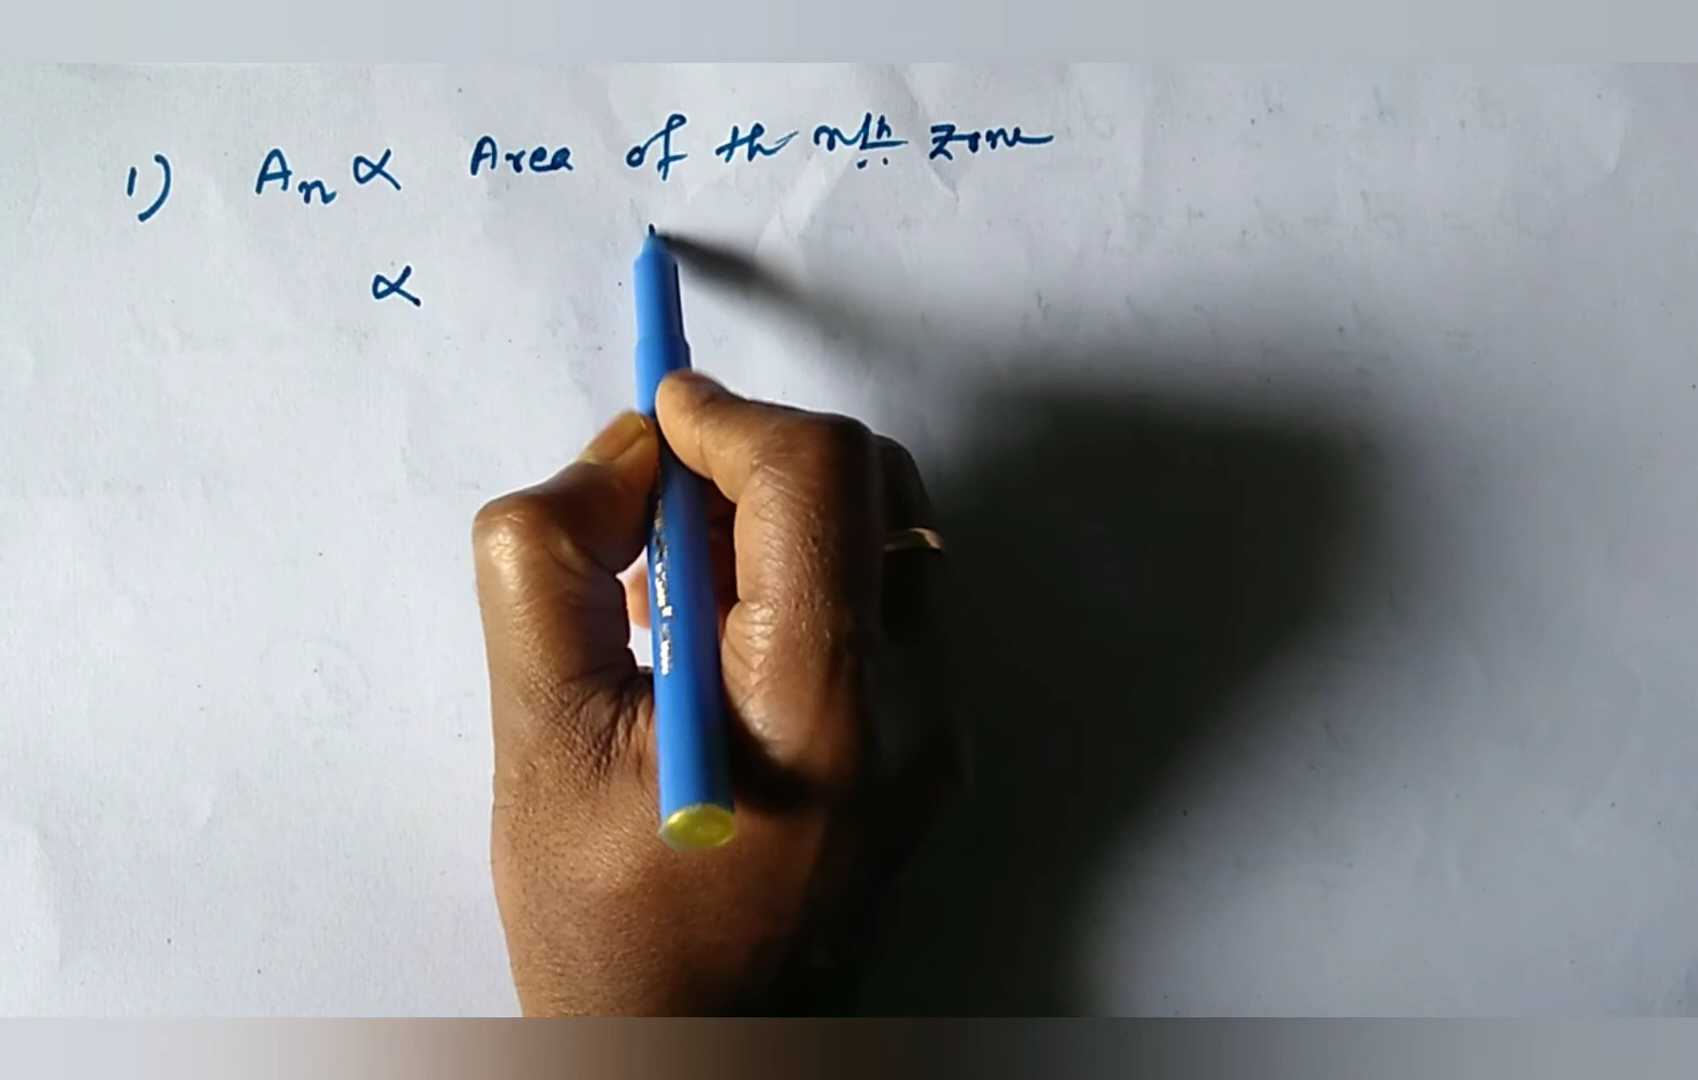 1) An ∝ Area of the nth zone
∝